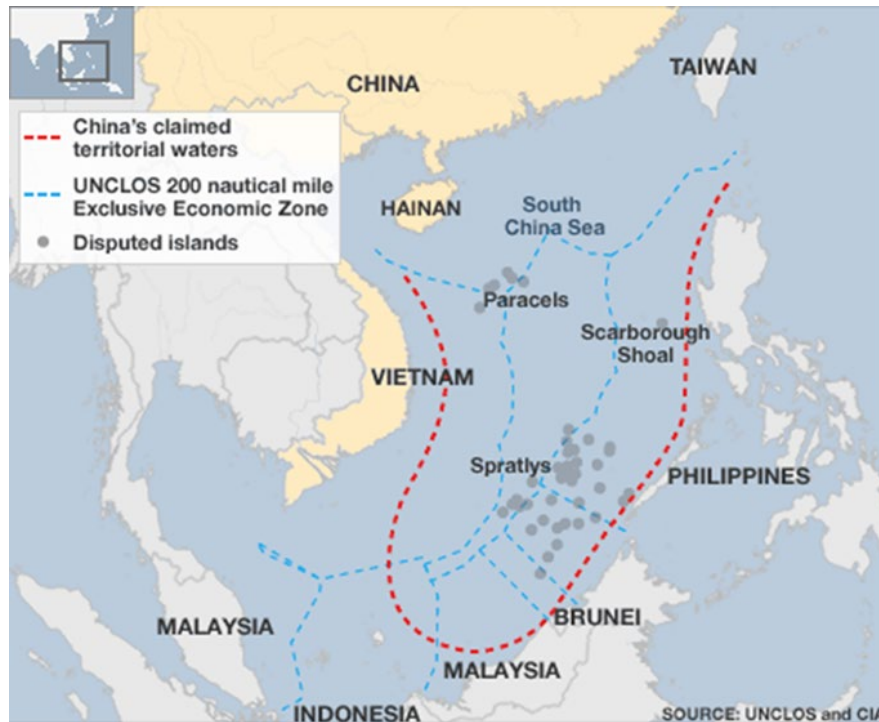 CHINA
TAIWAN
China's claimed
territorial waters
UNCLOS 200 nautical mile
Exclusive Economic Zone
Disputed islands
HAINAN
South
China Sea
Paracels
Scarborough
Shoal
VIETNAM
Spratlys
PHILIPPINES
BRUNEI
MALAYSIA
MALAYSIA
INDONESIA
SOURCE: UNCLOS and CIA